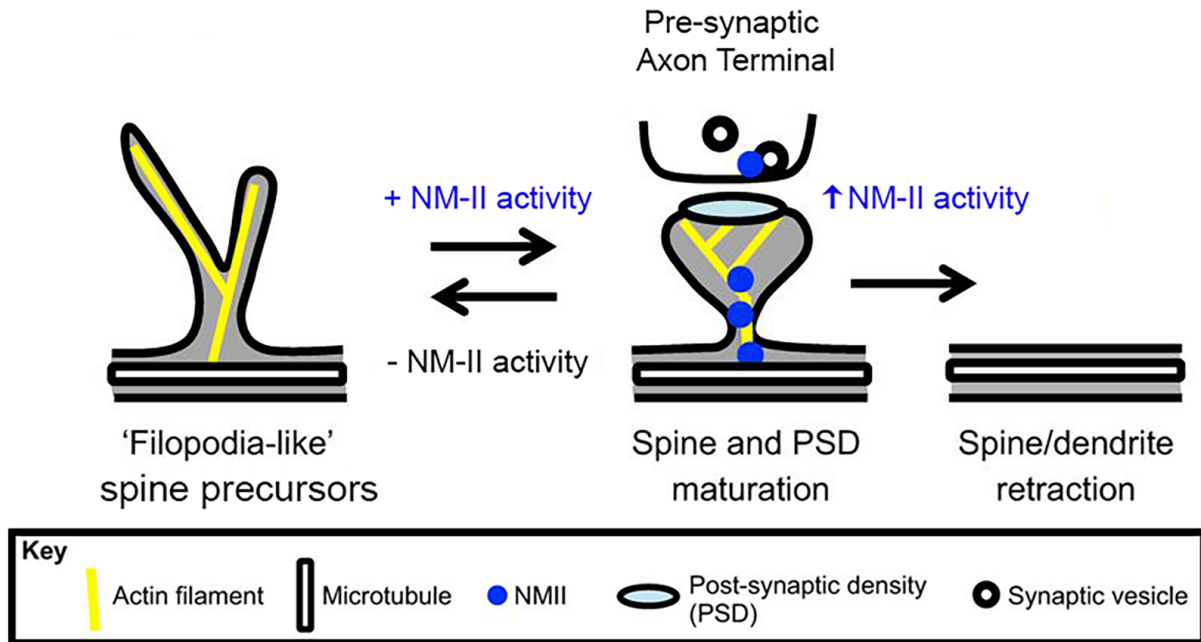 Pre-synaptic
Axon Terminal
+ NM-II activity
↑NM-II activity
- NM-II activity
‘Filopodia-like’
spine precursors
Spine and PSD
maturation
Spine/dendrite
retraction
Key
Actin filament
Microtubule
NMII
Post-synaptic density
(PSD)
Synaptic vesicle